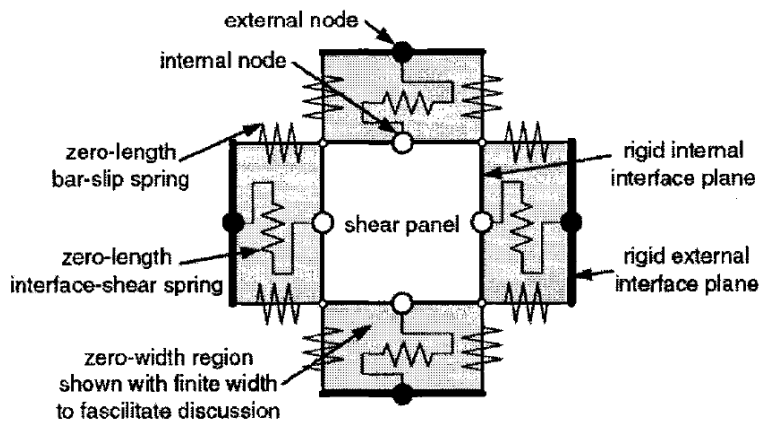 external node
internal node
zero-length
bar-slip spring
rigid internal
interface plane
shear panel
zero-length
interface-shear spring
rigid external
interface plane
zero-width region
shown with finite width
to fascilitate discussion